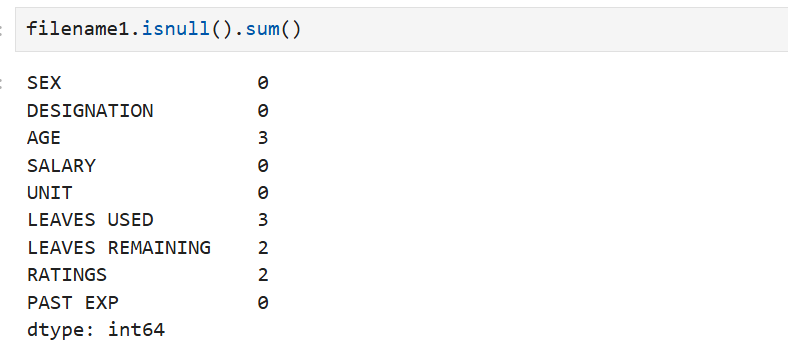 filename1.isnull().sum()
SEX 0
DESIGNATION 0
AGE 3
SALARY 0
UNIT 0
LEAVES USED 3
LEAVES REMAINING 2
RATINGS 2
PAST EXP 0
dtype: int64